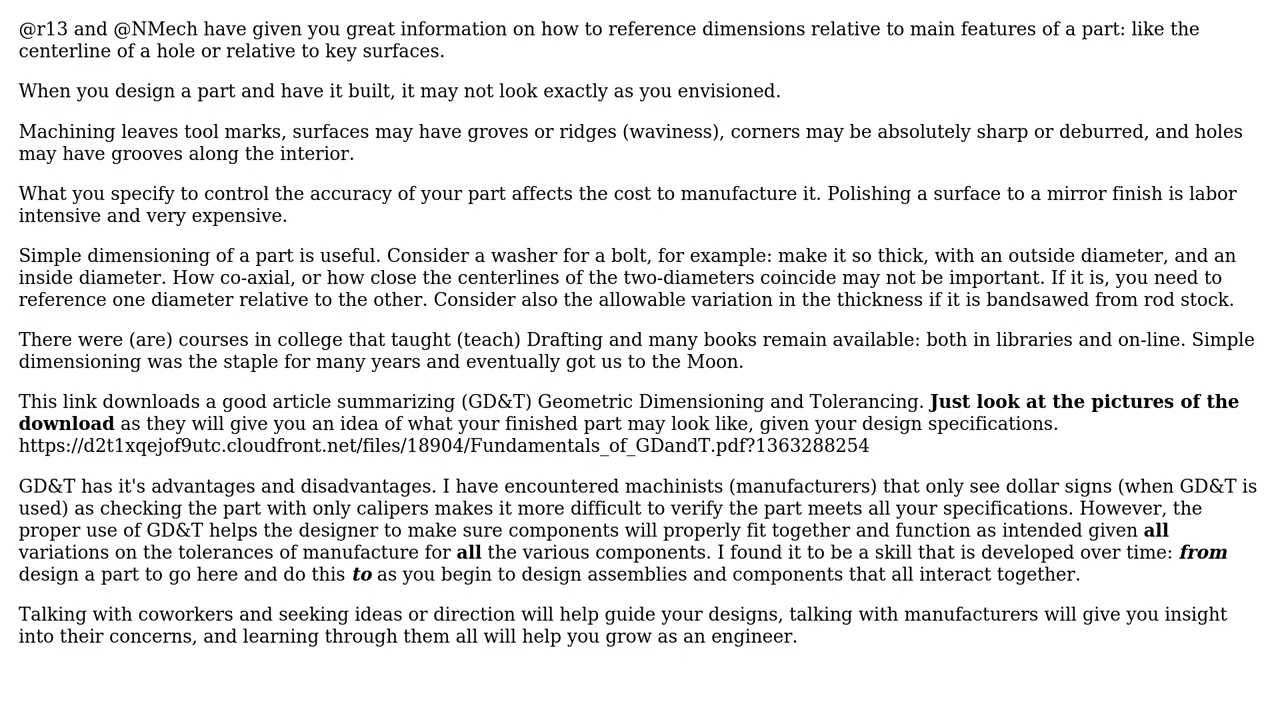 @r13 and @NMech have given you great information on how to reference dimensions relative to main features of a part: like the
centerline of a hole or relative to key surfaces.
When you design a part and have it built, it may not look exactly as you envisioned.
Machining leaves tool marks, surfaces may have groves or ridges (waviness), corners may be absolutely sharp or deburred, and holes
may have grooves along the interior.
What you specify to control the accuracy of your part affects the cost to manufacture it. Polishing a surface to a mirror finish is labor
intensive and very expensive.
Simple dimensioning of a part is useful. Consider a washer for a bolt, for example: make it so thick, with an outside diameter, and an
inside diameter. How co-axial, or how close the centerlines of the two-diameters coincide may not be important. If it is, you need to
reference one diameter relative to the other. Consider also the allowable variation in the thickness if it is bandsawed from rod stock.
There were (are) courses in college that taught (teach) Drafting and many books remain available: both in libraries and on-line. Simple
dimensioning was the staple for many years and eventually got us to the Moon.
This link downloads a good article summarizing (GD&T) Geometric Dimensioning and Tolerancing. Just look at the pictures of the
download as they will give you an idea of what your finished part may look like, given your design specifications.
https://d2t1xqejof9utc.cloudfront.net/files/18904/Fundamentals_of_GDandT.pdf?1363288254
GD&T has it's advantages and disadvantages. I have encountered machinists (manufacturers) that only see dollar signs (when GD&T is
used) as checking the part with only calipers makes it more difficult to verify the part meets all your specifications. However, the
proper use of GD&T helps the designer to make sure components will properly fit together and function as intended given all
variations on the tolerances of manufacture for all the various components. I found it to be a skill that is developed over time: from
design a part to go here and do this to as you begin to design assemblies and components that all interact together.
Talking with coworkers and seeking ideas or direction will help guide your designs, talking with manufacturers will give you insight
into their concerns, and learning through them all will help you grow as an engineer.